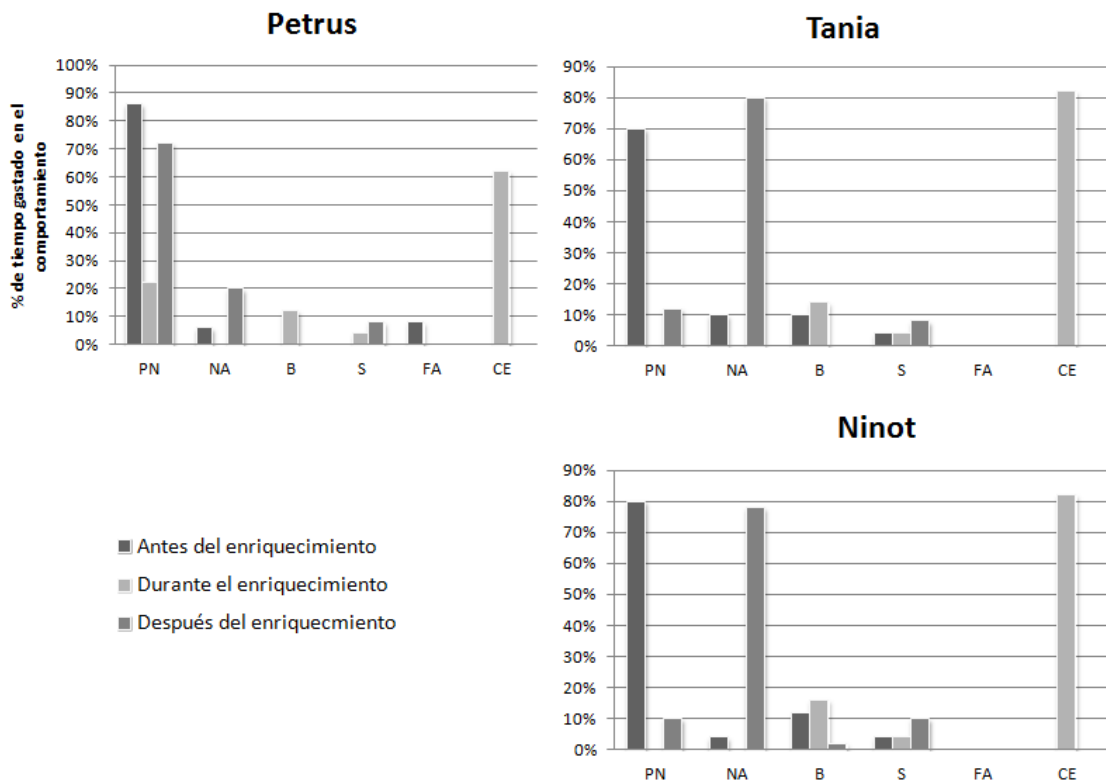 Petrus
% de tiempo gastado en el
comportamiento
100%
90%
80%
70%
60%
50%
40%
30%
20%
10%
0%
PN NA B S FA CE
Tania
90%
80%
70%
60%
50%
40%
30%
20%
10%
0%
PN NA B S FA CE
Antes del enriquecimiento
Durante el enriquecimiento
Después del enriquecmiento
Ninot
90%
80%
70%
60%
50%
40%
30%
20%
10%
0%
PN NA B S FA CE